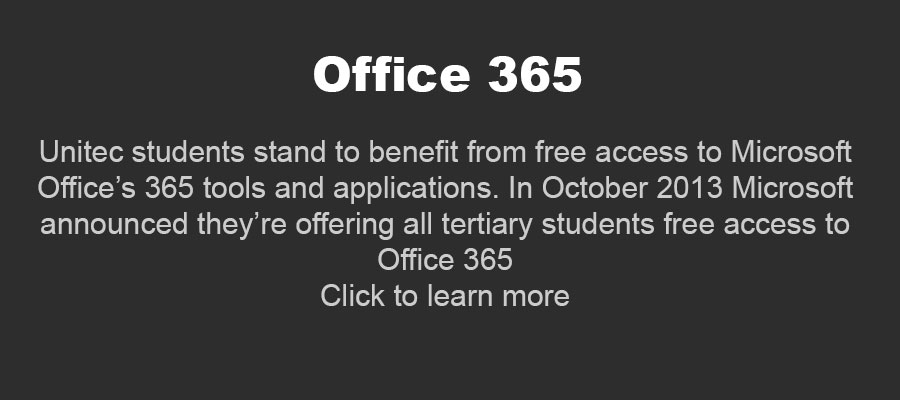 Office 365
Unitec students stand to benefit from free access to Microsoft
Office’s 365 tools and applications. In October 2013 Microsoft
announced they’re offering all tertiary students free access to
Office 365
Click to learn more